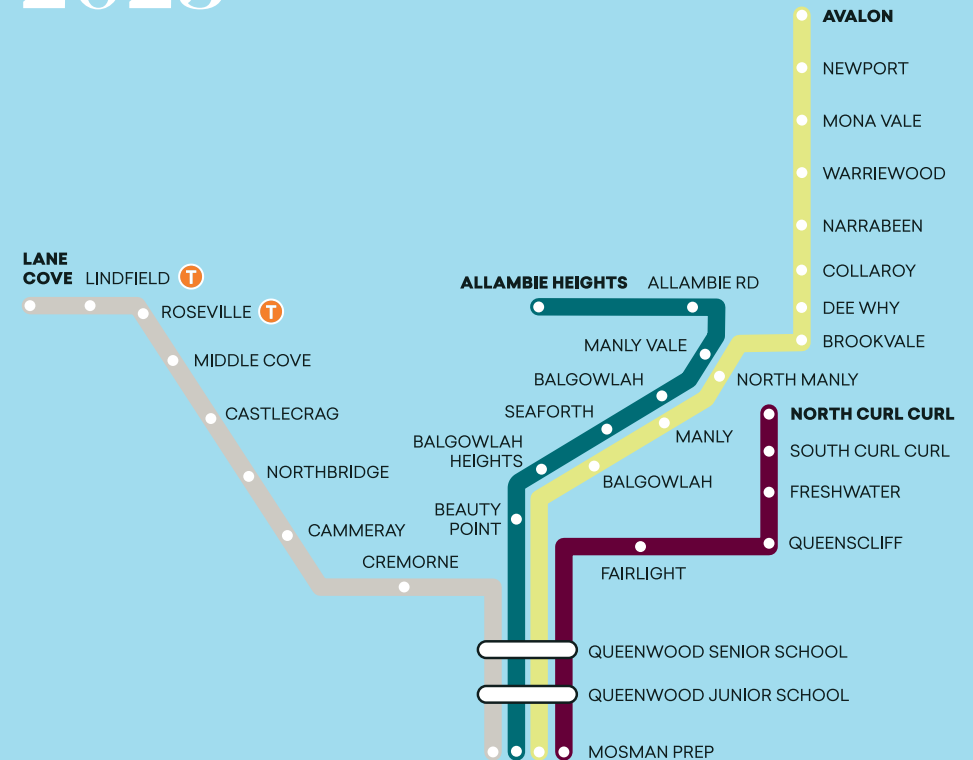 2025
AVALON
NEWPORT
MONA VALE
WARRIEWOOD
NARRABEEN
COLLAROY
DEE WHY
BROOKVALE
LANE
COVE
LINDFIELD T
ROSEVILLE T
MIDDLE COVE
CASTLECRAG
NORTHBRIDGE
CAMMERAY
CREMORNE
ALLAMBIE HEIGHTS
ALLAMBIE RD
MANLY VALE
BALGOWLAH
SEAFORTH
BALGOWLAH
HEIGHTS
BEAUTY
POINT
NORTH MANLY
MANLY
BALGOWLAH
NORTH CURL CURL
SOUTH CURL CURL
FRESHWATER
QUEENSCLIFF
FAIRLIGHT
QUEENWOOD SENIOR SCHOOL
QUEENWOOD JUNIOR SCHOOL
MOSMAN PREP